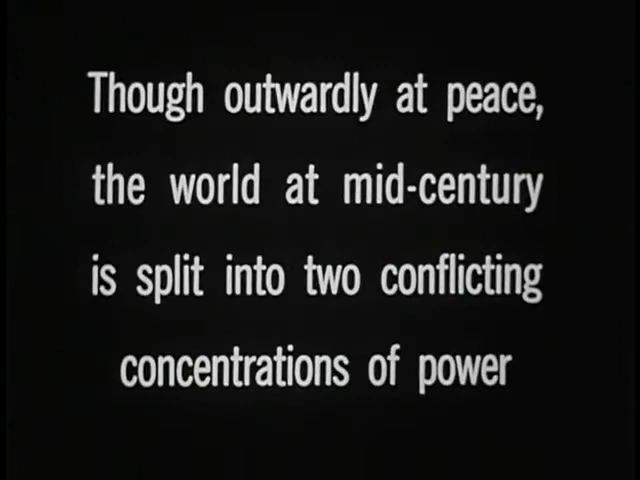 Though outwardly at peace,
the world at mid-century
is split into two conflicting
concentrations of power